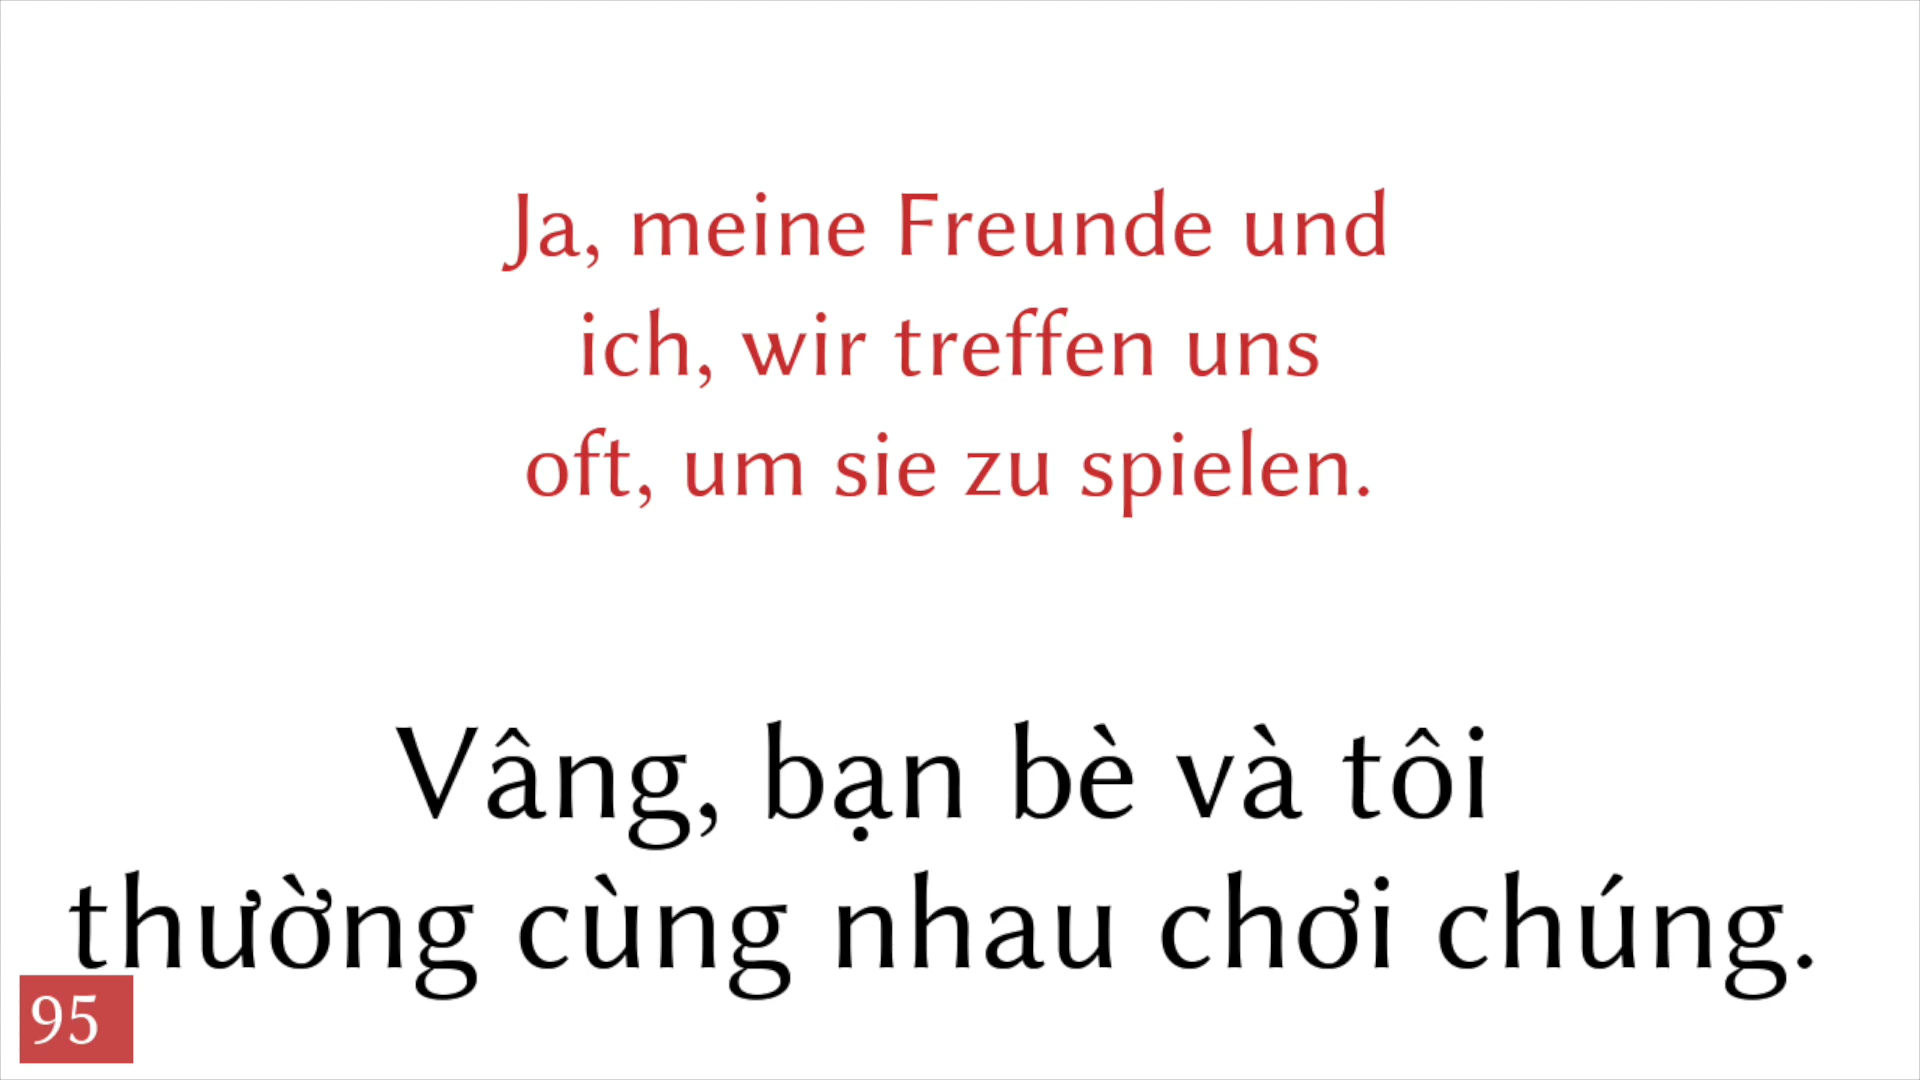 Ja, meine Freunde und
ich, wir treffen uns
oft, um sie zu spielen.
Vâng, bạn bè và tôi
thường cùng nhau chơi chúng.
95